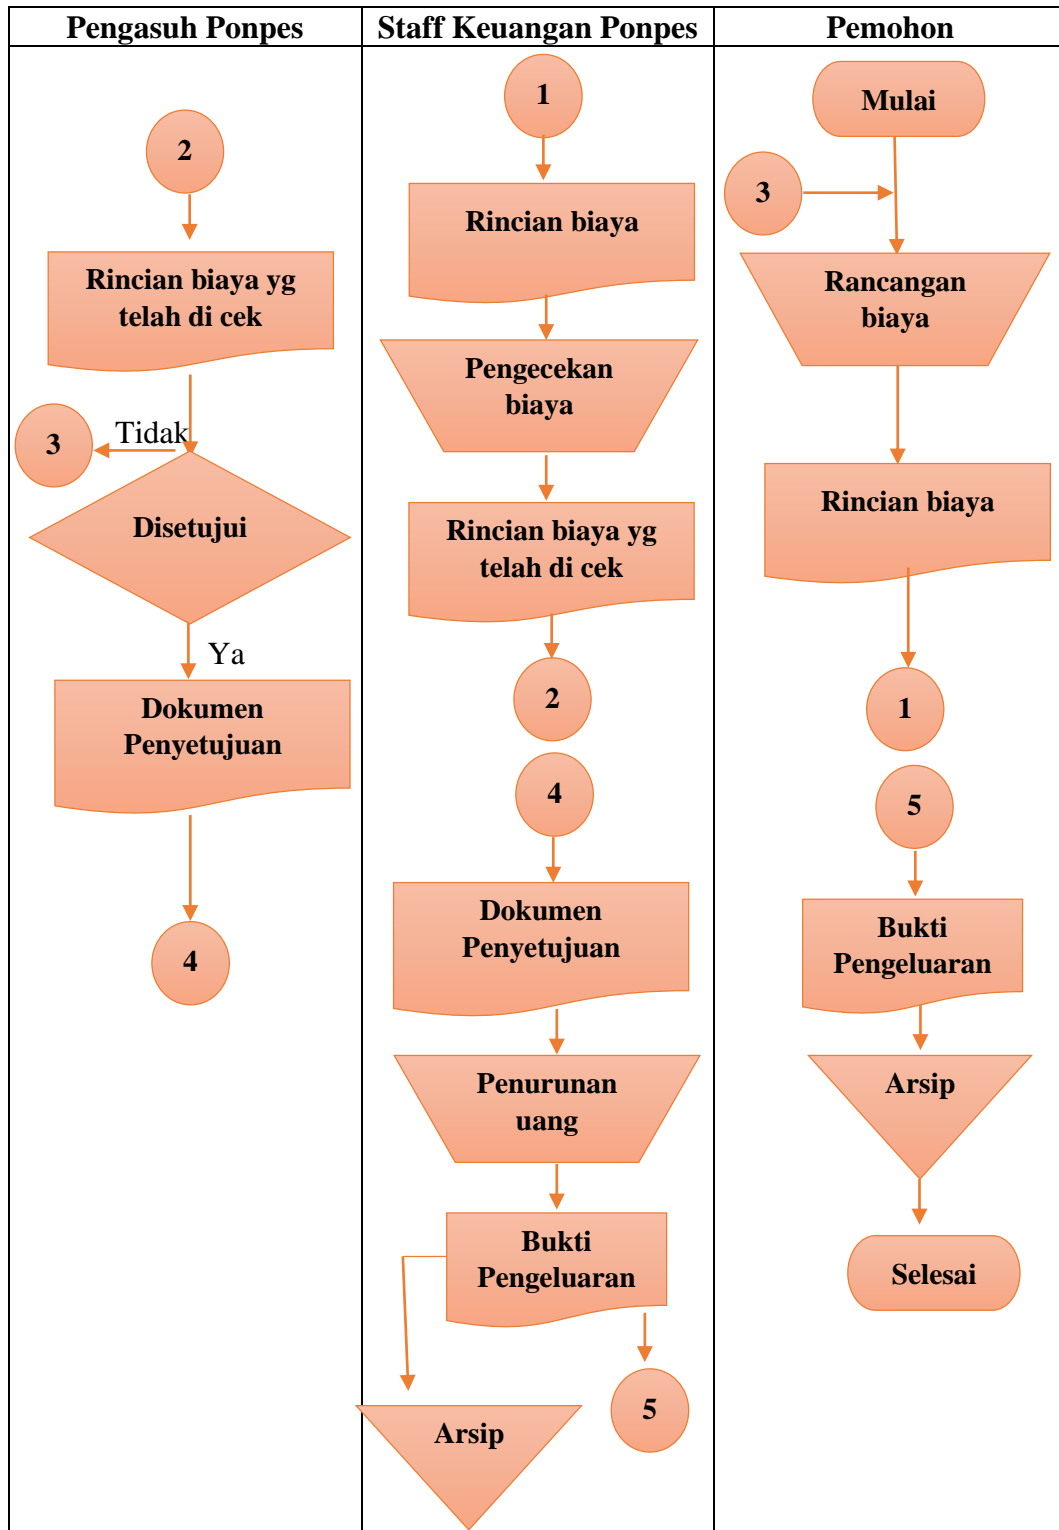 Pengasuh Ponpes
Staff Keuangan Ponpes
Pemohon
2
Rincian biaya yg
telah di cek
3
Tidak
Disetujui
Ya
Dokumen
Penyetujuan
4
1
Rincian biaya
Pengecekan
biaya
Rincian biaya yg
telah di cek
2
4
Dokumen
Penyetujuan
Penurunan
uang
Bukti
Pengeluaran
5
Arsip
Mulai
3
Rancangan
biaya
Rincian biaya
1
5
Bukti
Pengeluaran
Arsip
Selesai